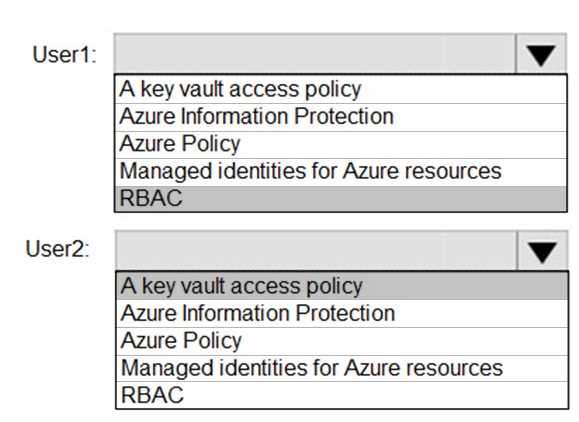 User1:
A key vault access policy
Azure Information Protection
Azure Policy
Managed identities for Azure resources
RBAC
User2:
A key vault access policy
Azure Information Protection
Azure Policy
Managed identities for Azure resources
RBAC